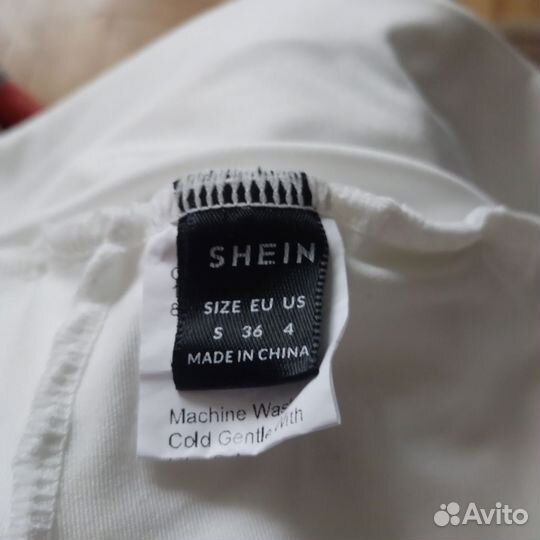 SHEIN
SIZE EU US
S 36 4
MADE IN CHINA
Machine Wash
Cold Gentle With
Avito